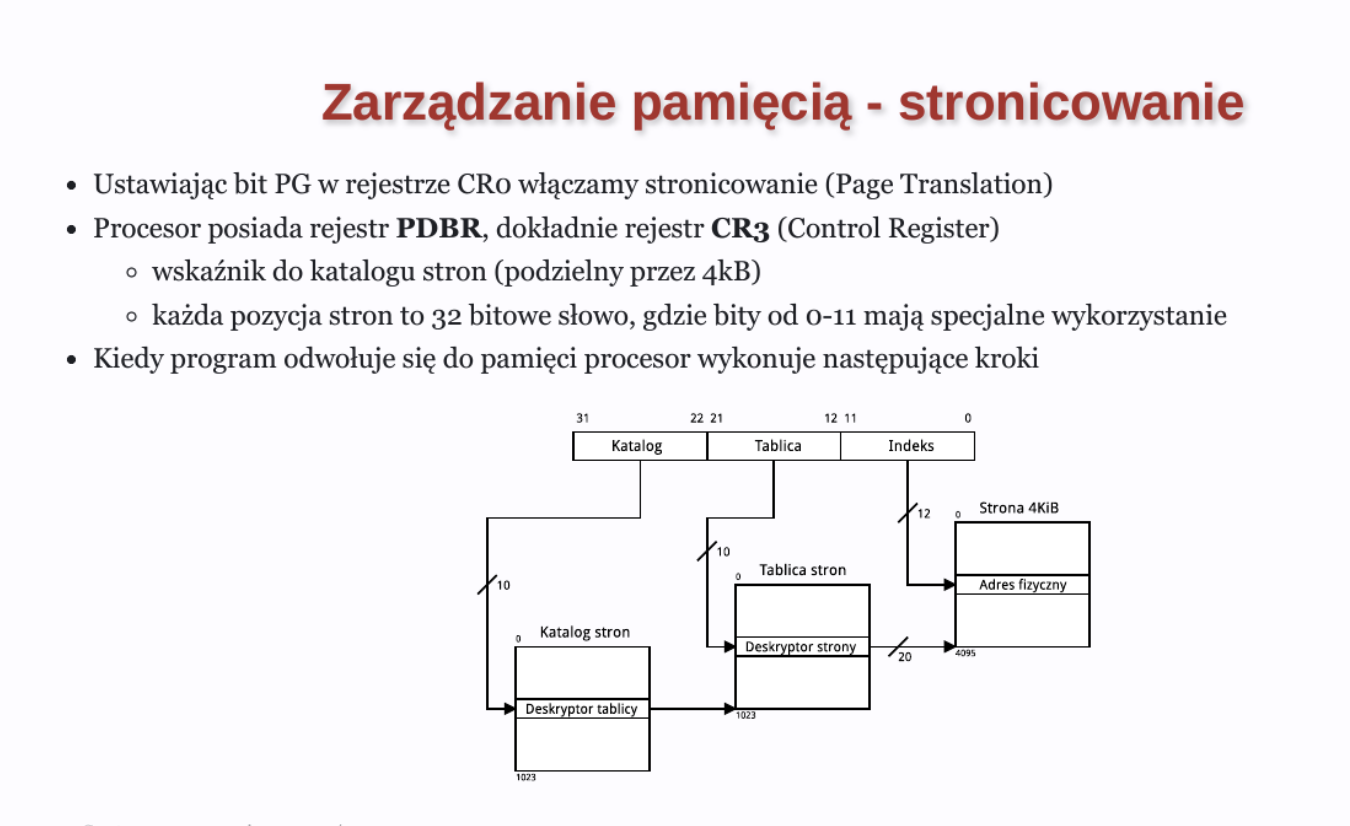 Zarządzanie pamięcią - stronicowanie
Ustawiając bit PG w rejestrze CR0 włączamy stronicowanie (Page Translation)
Procesor posiada rejestr PDBR, dokładnie rejestr CR3 (Control Register)
wskaźnik do katalogu stron (podzielny przez 4kB)
każda pozycja stron to 32 bitowe słowo, gdzie bity od 0-11 mają specjalne wykorzystanie
Kiedy program odwołuje się do pamięci procesor wykonuje następujące kroki
31 22 21 12 11 0
Katalog Tablica Indeks
Strona 4KiB
0
12
10
Tablica stron
0
Adres fizyczny
10
Katalog stron
0
Deskryptor strony
20
4095
Deskryptor tablicy
1023
1023